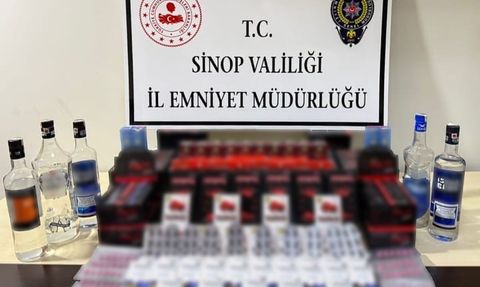 T.C.
SİNOP VALİLİĞİ
İL EMNİYET MÜDÜRLÜĞÜ